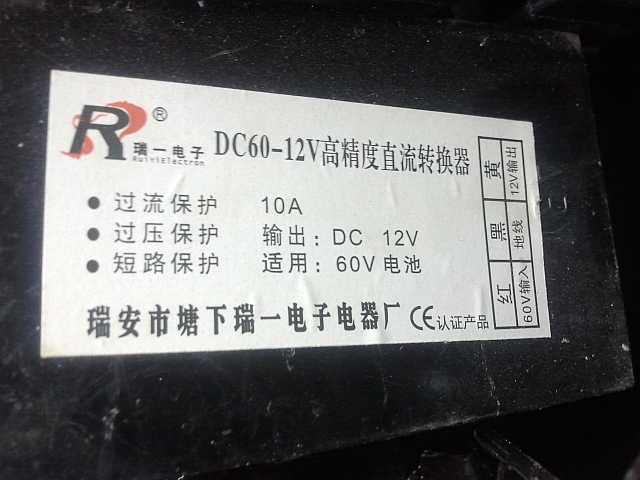 R®
瑞一电子
RuiYiElectron
DC60-12V高精度直流转换器
● 过流保护 10A
● 过压保护 输出：DC 12V
● 短路保护 适用：60V 电池
瑞安市塘下瑞一电子电器厂 CE认证产品
黄 12V输出
黑 地线
红 60V输入